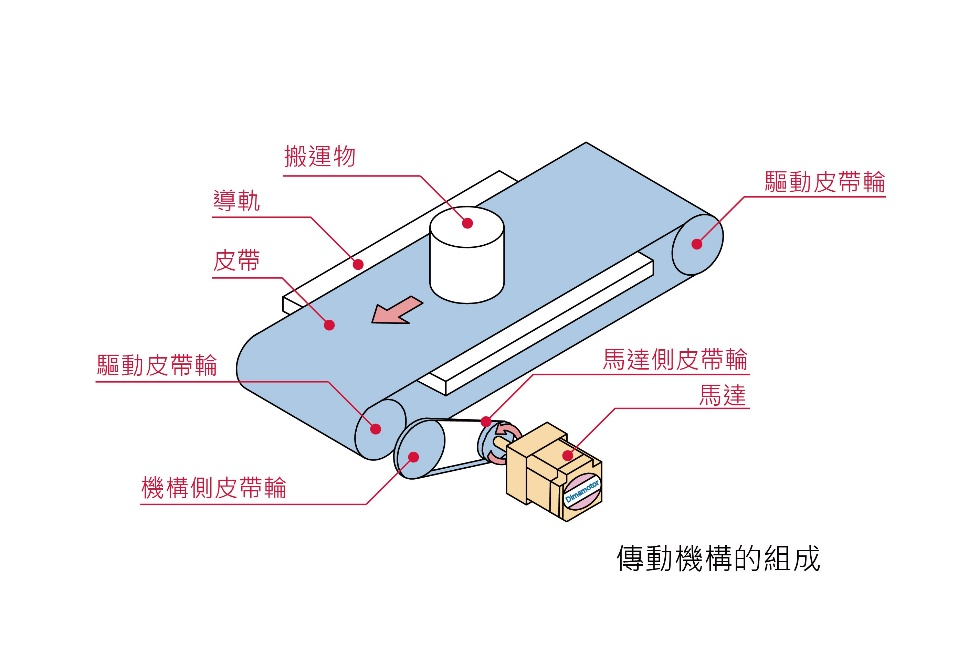 搬運物
驅動皮帶輪
導軌
皮帶
馬達側皮帶輪
驅動皮帶輪
馬達
機構側皮帶輪
Dimamotor
傳動機構的組成